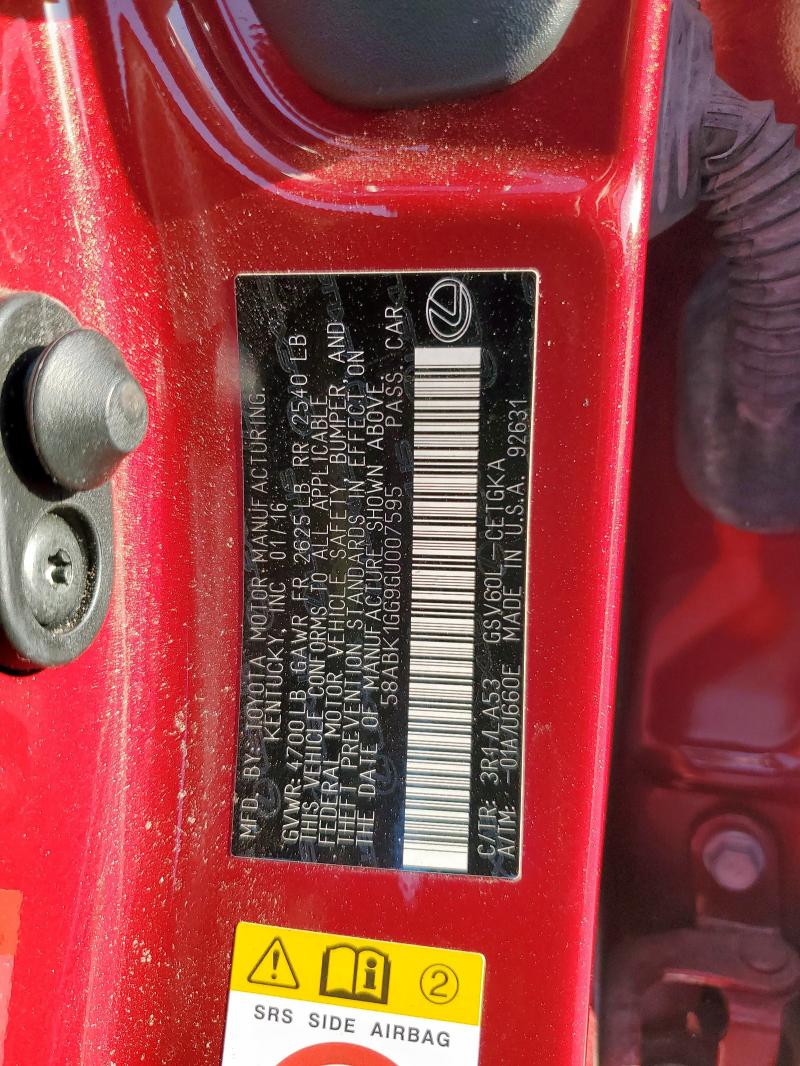 MFD. BY: TOYOTA MOTOR MANUFACTURING,
KENTUCKY, INC 01/16
GVWR: 4700 LB GAWR FR 2625 LB RR 2540 LB
THIS VEHICLE CONFORMS TO ALL APPLICABLE
FEDERAL MOTOR VEHICLE SAFETY, BUMPER, AND
THEFT PREVENTION STANDARDS IN EFFECT ON
THE DATE OF MANUFACTURE SHOWN ABOVE.
58ABK1GG9GU007595 PASS. CAR
C/TR: 3R1/LA53 GSV60L-CETGKA
A/TM: -01A/U660E MADE IN U.S.A. 92631
2
SRS SIDE AIRBAG